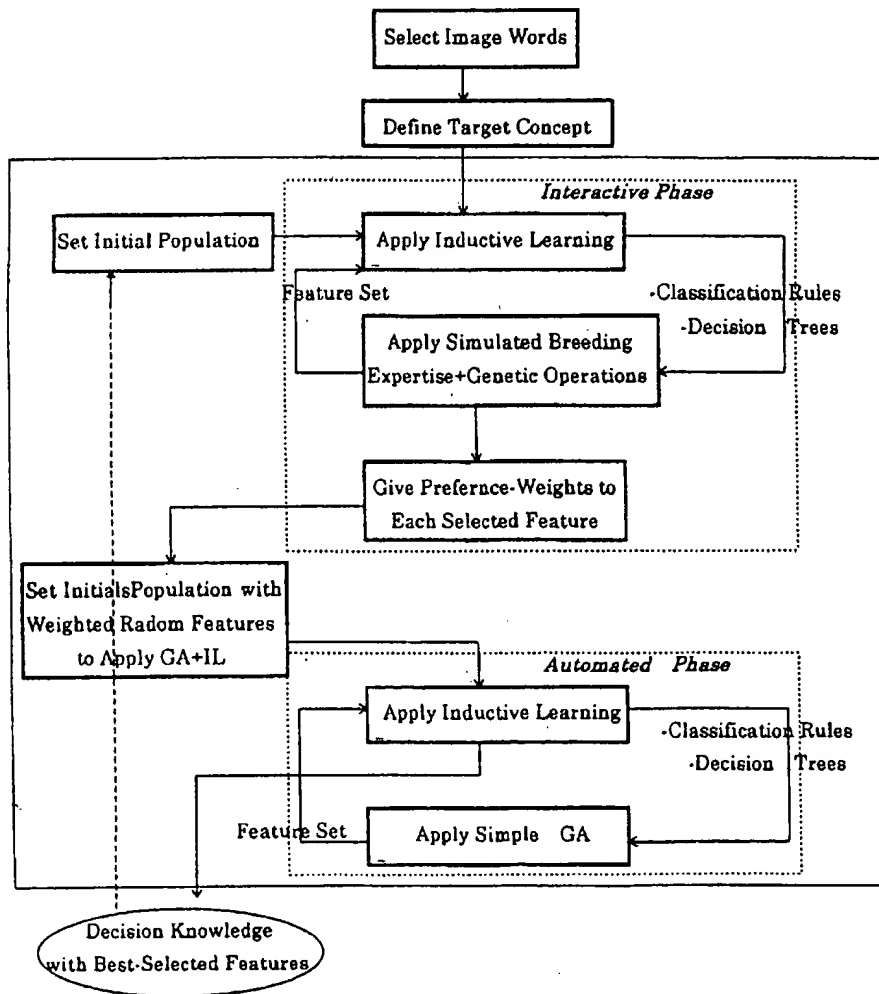 Select Image Words
Define Target Concept
Interactive Phase
Set Initial Population
Apply Inductive Learning
Feature Set
-Classification Rules
-Decision Trees
Apply Simulated Breeding
Expertise+Genetic Operations
Give Prefernce-Weights to
Each Selected Feature
Set InitialsPopulation with
Weighted Radom Features
to Apply GA+IL
Automated Phase
Apply Inductive Learning
-Classification Rules
-Decision Trees
Feature Set
Apply Simple GA
Decision Knowledge
with Best-Selected Features